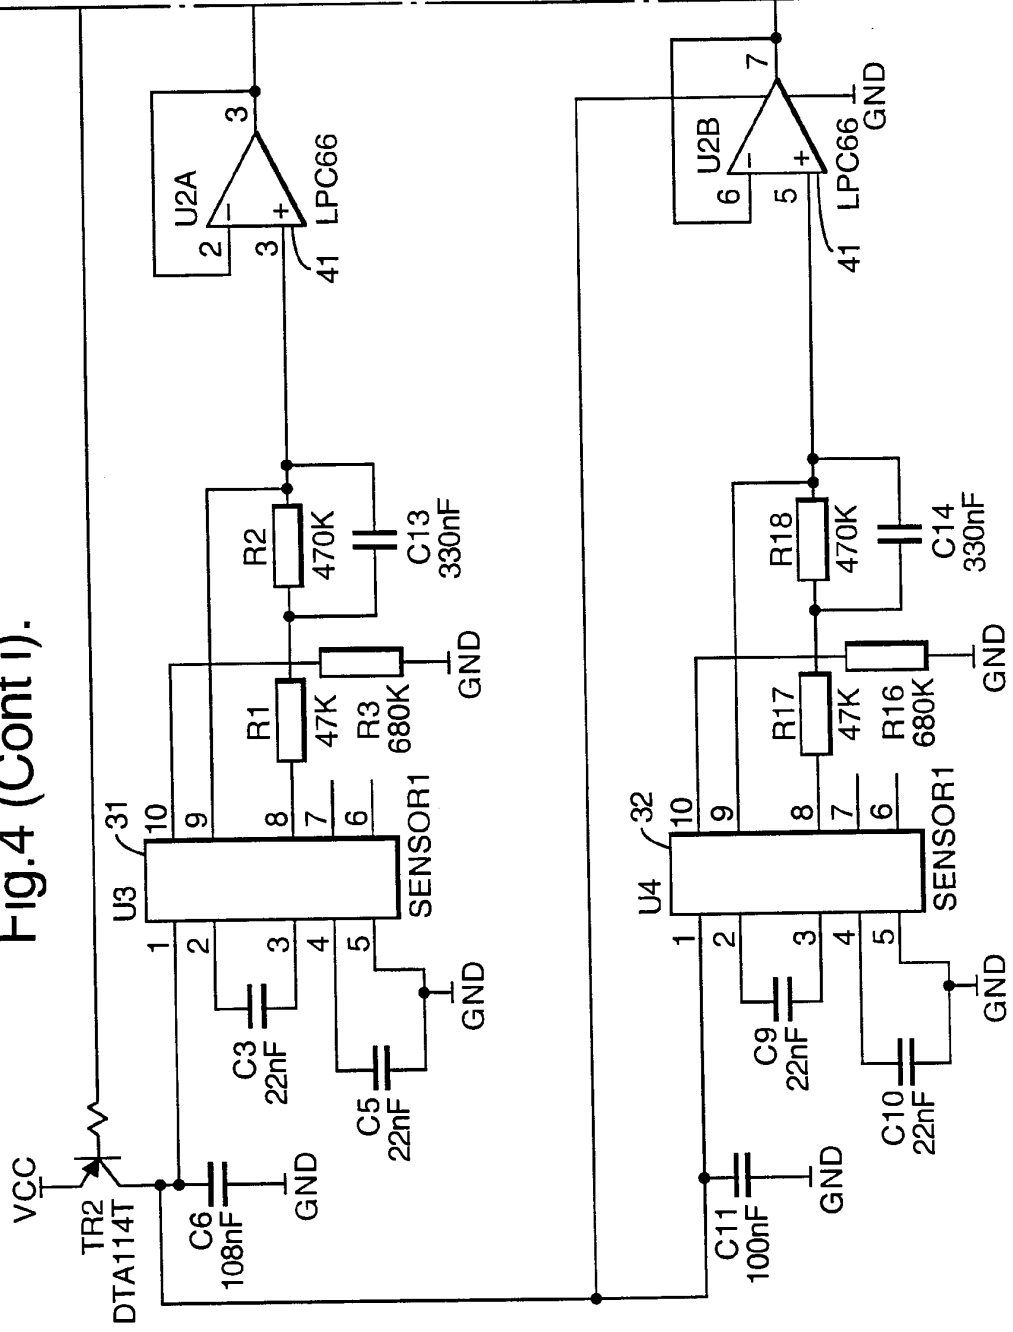 Fig.4 (Cont i).
VCC
TR2
DTA114T
C6
108nF
GND
U3
31
1
2
3
4
5
10
9
8
7
6
SENSOR1
C3
22nF
C5
22nF
GND
R1
47K
R3
680K
GND
R2
470K
C13
330nF
U2A
2
3
3
LPC66
41
C11
100nF
GND
U4
32
1
2
3
4
5
10
9
8
7
6
SENSOR1
C9
22nF
C10
22nF
GND
R17
47K
R16
680K
GND
R18
470K
C14
330nF
U2B
6
5
7
LPC66
GND
41